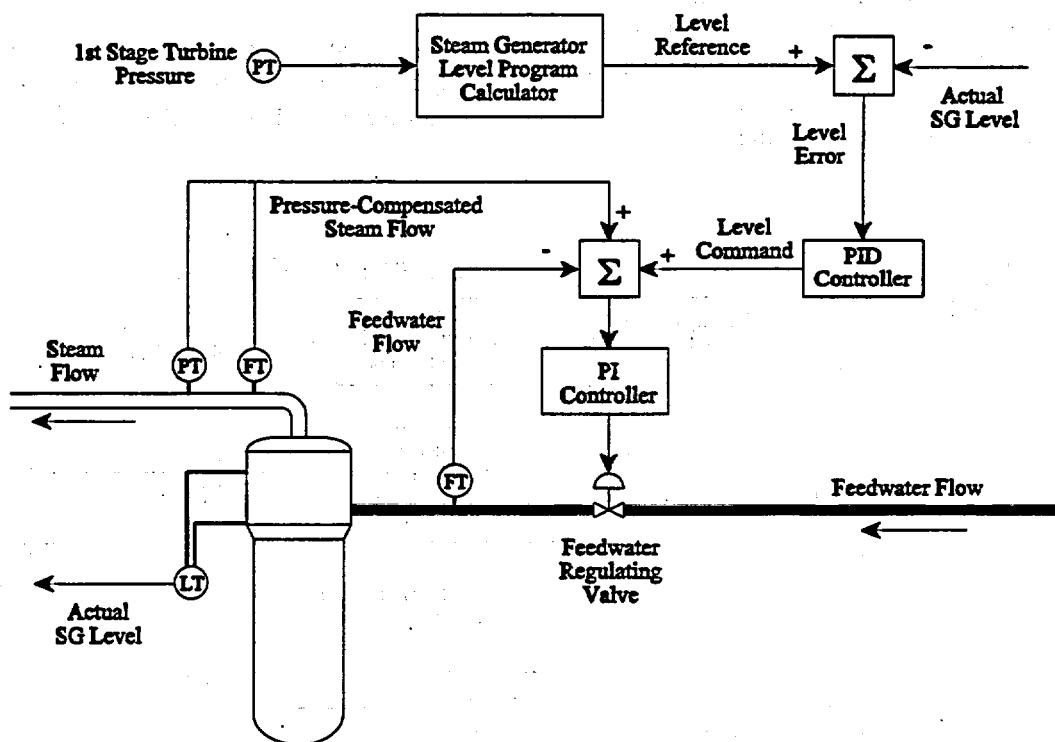 1st Stage Turbine
Pressure
PT
Steam Generator
Level Program
Calculator
Level
Reference
+
Σ
-
Actual
SG Level
Level
Error
Pressure-Compensated
Steam Flow
+
-
Σ
+
Level
Command
PID
Controller
Feedwater
Flow
Steam
Flow
PT
FT
PI
Controller
FT
Feedwater Flow
Feedwater
Regulating
Valve
LT
Actual
SG Level